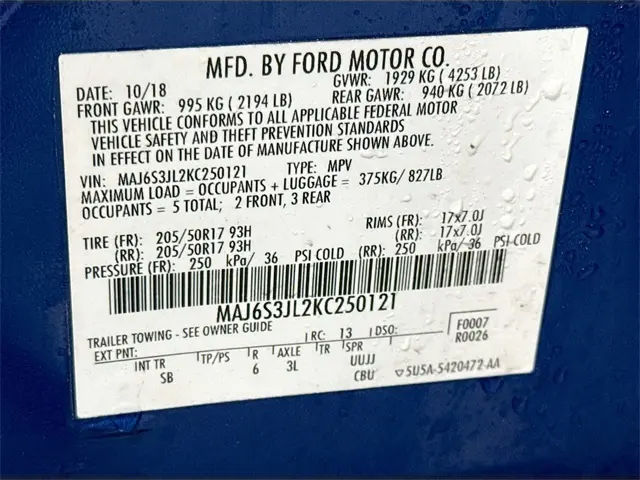 MFD. BY FORD MOTOR CO.
DATE: 10/18 GVWR: 1929 KG ( 4253 LB)
FRONT GAWR: 995 KG ( 2194 LB) REAR GAWR: 940 KG ( 2072 LB)
THIS VEHICLE CONFORMS TO ALL APPLICABLE FEDERAL MOTOR
VEHICLE SAFETY AND THEFT PREVENTION STANDARDS
IN EFFECT ON THE DATE OF MANUFACTURE SHOWN ABOVE.
VIN: MAJ6S3JL2KC250121 TYPE: MPV
MAXIMUM LOAD = OCCUPANTS + LUGGAGE = 375KG/ 827LB
OCCUPANTS = 5 TOTAL; 2 FRONT, 3 REAR
TIRE (FR): 205/50R17 93H RIMS (FR): 17x7.0J
(RR): 205/50R17 93H (RR): 17x7.0J
PRESSURE (FR): 250 kPa/ 36 PSI COLD (RR): 250 kPa/ 36 PSI-COLD
MAJ6S3JL2KC250121
TRAILER TOWING - SEE OWNER GUIDE
EXT PNT: RC: 13 DSO: F0007
R0026
INT TR TP/PS R AXLE TR SPR
SB 6 3L UUJJ
CBU ▽5U5A-5420472-AA